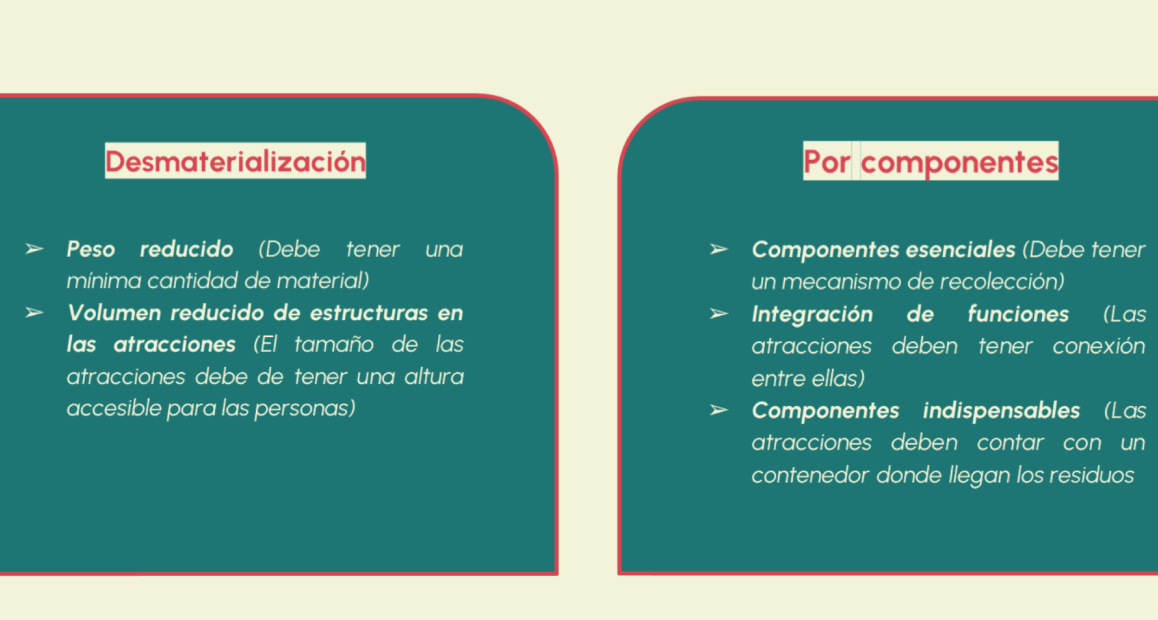 Desmaterialización
➢ Peso reducido (Debe tener una
mínima cantidad de material)
➢ Volumen reducido de estructuras en
las atracciones (El tamaño de las
atracciones debe de tener una altura
accesible para las personas)
Por componentes
➢ Componentes esenciales (Debe tener
un mecanismo de recolección)
➢ Integración de funciones (Las
atracciones deben tener conexión
entre ellas)
➢ Componentes indispensables (Las
atracciones deben contar con un
contenedor donde llegan los residuos